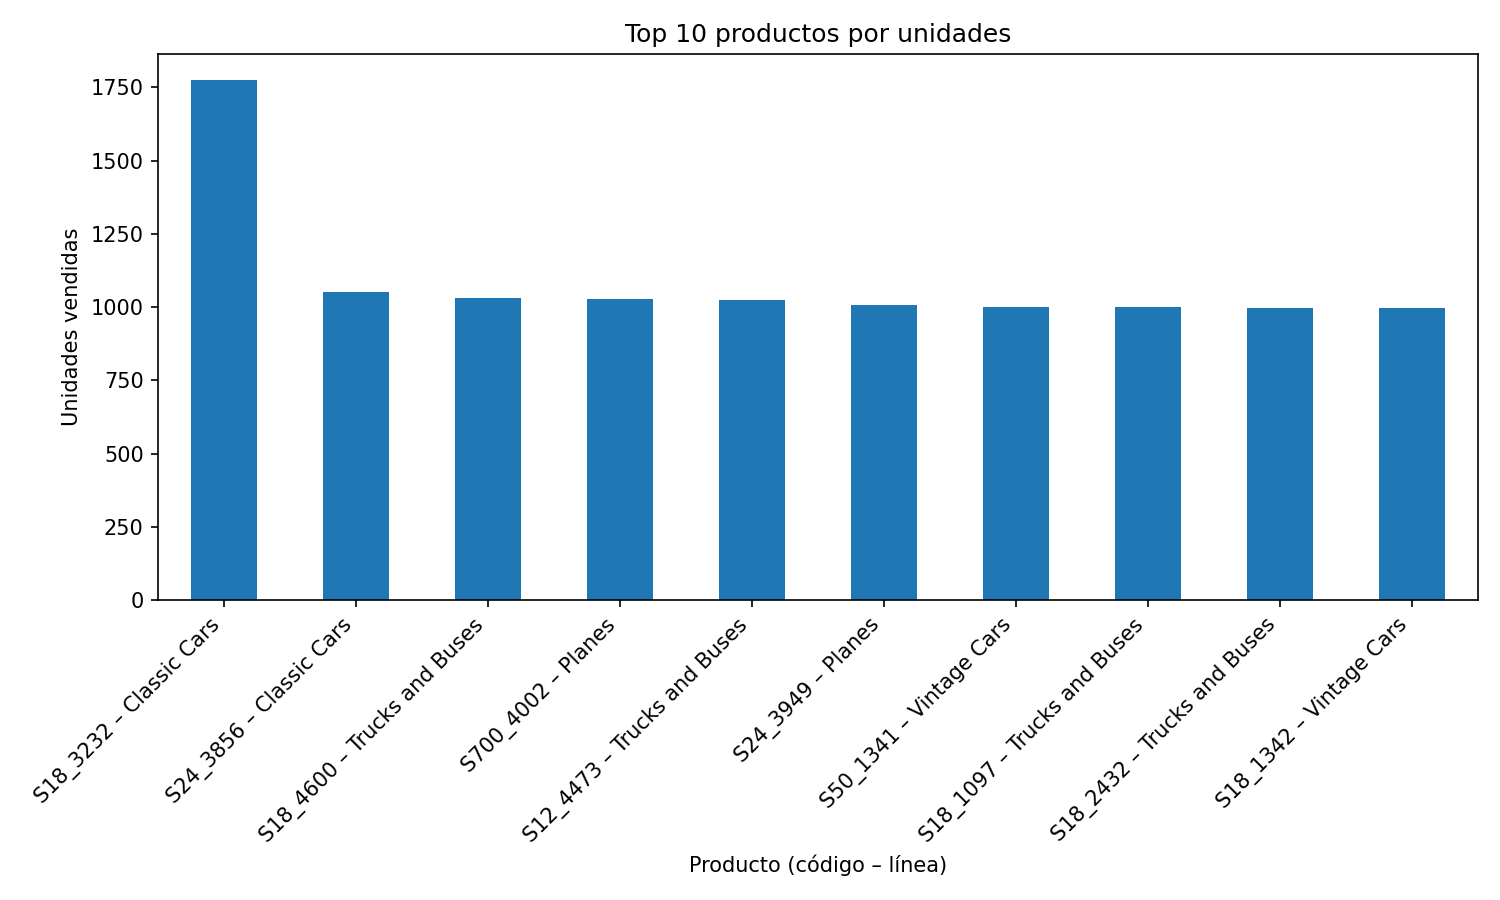 Top 10 productos por unidades
Unidades vendidas
1750
1500
1250
1000
750
500
250
0
S18_3232 – Classic Cars
S24_3856 – Classic Cars
S18_4600 – Trucks and Buses
S700_4002 – Planes
S12_4473 – Trucks and Buses
S24_3949 – Planes
S50_1341 – Vintage Cars
S18_1097 – Trucks and Buses
S18_2432 – Trucks and Buses
S18_1342 – Vintage Cars
Producto (código – línea)